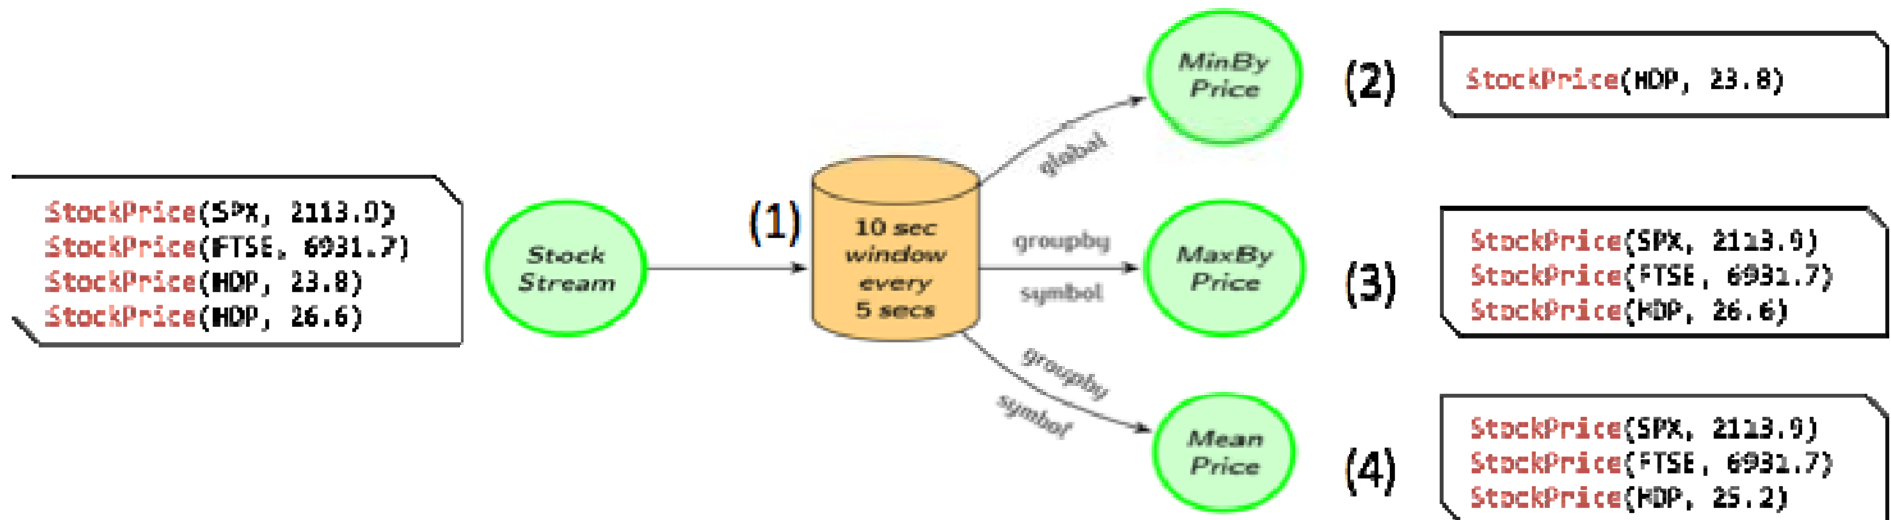 StockPrice(SPX, 2113.9)
StockPrice(FTSE, 6931.7)
StockPrice(HDP, 23.8)
StockPrice(HDP, 26.6)
Stock
Stream
(1)
10 sec
window
every
5 secs
global
groupby
symbol
groupby
symbol
MinBy
Price
(2)
StockPrice(HDP, 23.8)
MaxBy
Price
(3)
StockPrice(SPX, 2113.9)
StockPrice(FTSE, 6931.7)
StockPrice(HDP, 26.6)
Mean
Price
(4)
StockPrice(SPX, 2113.9)
StockPrice(FTSE, 6931.7)
StockPrice(HDP, 25.2)